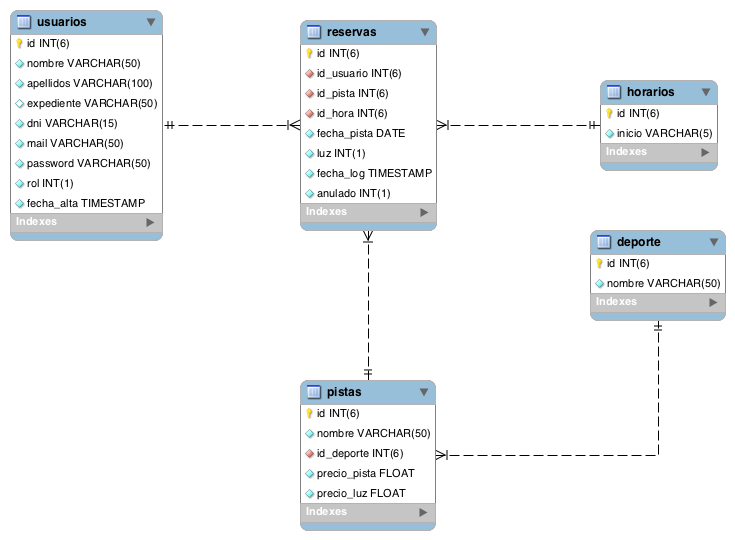 usuarios
id INT(6)
nombre VARCHAR(50)
apellidos VARCHAR(100)
expediente VARCHAR(50)
dni VARCHAR(15)
mail VARCHAR(50)
password VARCHAR(50)
rol INT(1)
fecha_alta TIMESTAMP
Indexes
reservas
id INT(6)
id_usuario INT(6)
id_pista INT(6)
id_hora INT(6)
fecha_pista DATE
luz INT(1)
fecha_log TIMESTAMP
anulado INT(1)
Indexes
horarios
id INT(6)
inicio VARCHAR(5)
Indexes
deporte
id INT(6)
nombre VARCHAR(50)
Indexes
pistas
id INT(6)
nombre VARCHAR(50)
id_deporte INT(6)
precio_pista FLOAT
precio_luz FLOAT
Indexes